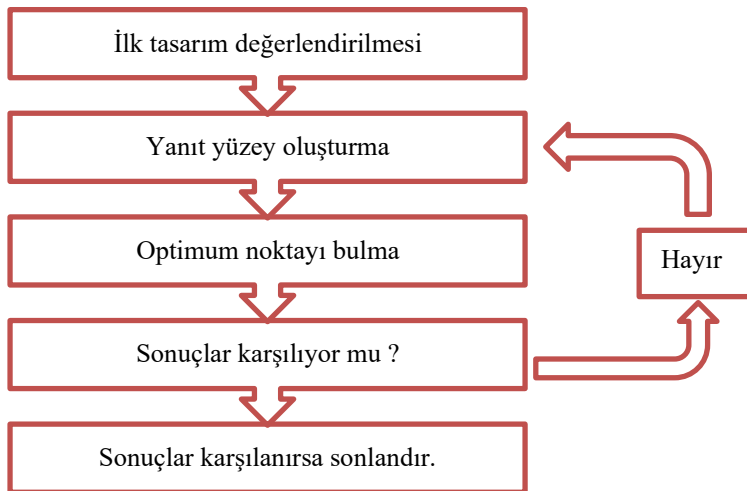 İlk tasarım değerlendirilmesi
Yanıt yüzey oluşturma
Optimum noktayı bulma
Hayır
Sonuçlar karşılıyor mu ?
Sonuçlar karşılanırsa sonlandır.